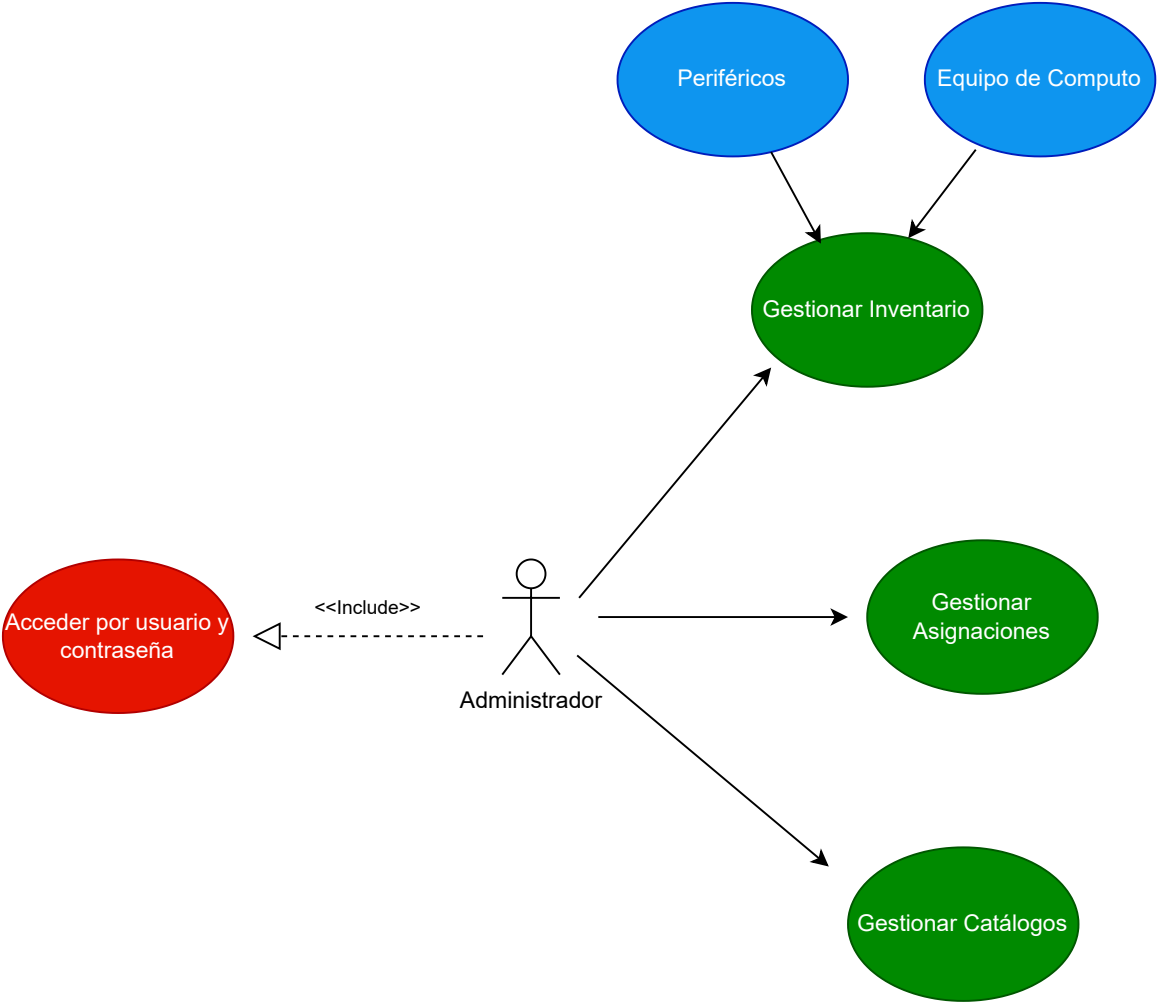 Periféricos
Equipo de Computo
Gestionar Inventario
Gestionar
Asignaciones
<<Include>>
Acceder por usuario y
contraseña
Administrador
Gestionar Catálogos